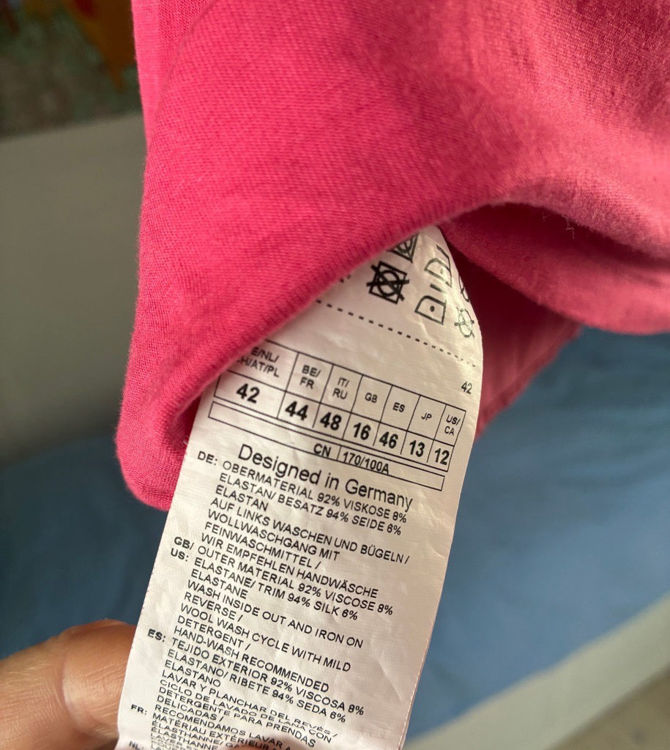 42
E/NL/ BE/ IT/ GB ES JP US/
H/AT/PL FR RU CA
42 44 48 16 46 13 12
CN 170/100A
Designed in Germany
DE: OBERMATERIAL 92% VISKOSE 8%
ELASTAN/ BESATZ 94% SEIDE 6%
ELASTAN
AUF LINKS WASCHEN UND BÜGELN /
WOLLWASCHGANG MIT
FEINWASCHMITTEL /
WIR EMPFEHLEN HANDWÄSCHE
GB/ US: OUTER MATERIAL 92% VISCOSE 8%
ELASTANE/ TRIM 94% SILK 6%
ELASTANE
WASH INSIDE OUT AND IRON ON
REVERSE /
WOOL WASH CYCLE WITH MILD
DETERGENT /
HAND-WASH RECOMMENDED
ES: TEJIDO EXTERIOR 92% VISCOSA 8%
ELASTANO/ RIBETE 94% SEDA 6%
ELASTANO
LAVAR Y PLANCHAR DEL REVÉS /
CICLO DE LAVADO DE LANA CON
DETERGENTE PARA PRENDAS
DELICADAS /
RECOMENDAMOS LAVAR A
FR: MATIÈRE